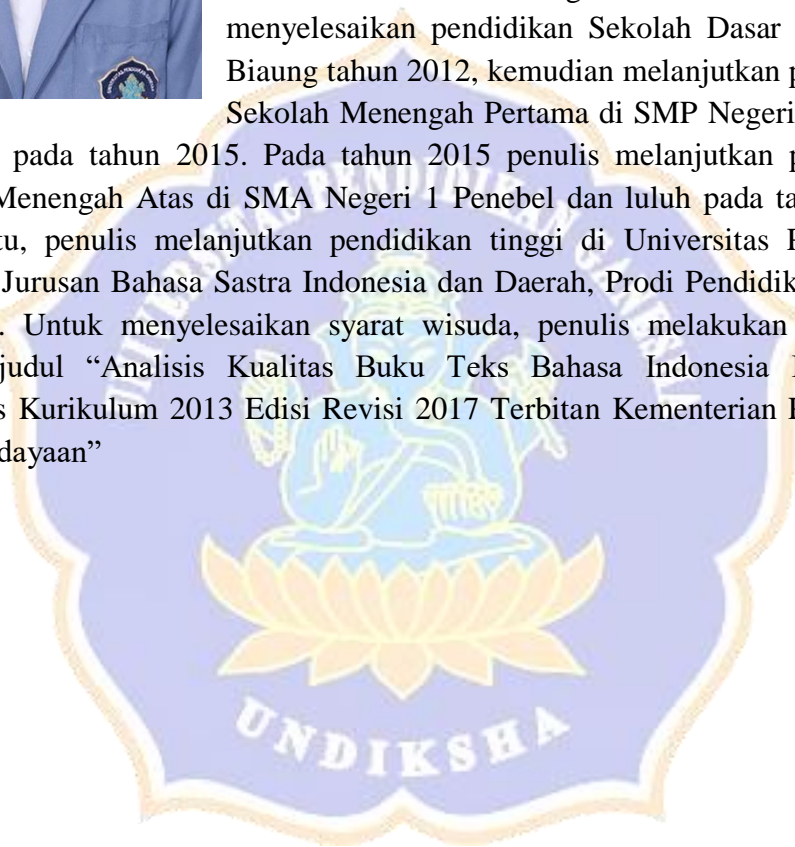 menyelesaikan pendidikan Sekolah Dasar
Biaung tahun 2012, kemudian melanjutkan
Sekolah Menengah Pertama di SMP Negeri
pada tahun 2015. Pada tahun 2015 penulis melanjutkan
Menengah Atas di SMA Negeri 1 Penebel dan luluh pada
penulis melanjutkan pendidikan tinggi di Universitas
Jurusan Bahasa Sastra Indonesia dan Daerah, Prodi
Untuk menyelesaikan syarat wisuda, penulis melakukan
judul “Analisis Kualitas Buku Teks Bahasa Indonesia
Kurikulum 2013 Edisi Revisi 2017 Terbitan Kementerian
dayaan”
UNIVERSITAS PENDIDIKAN GANESHA
UNDIKSHA